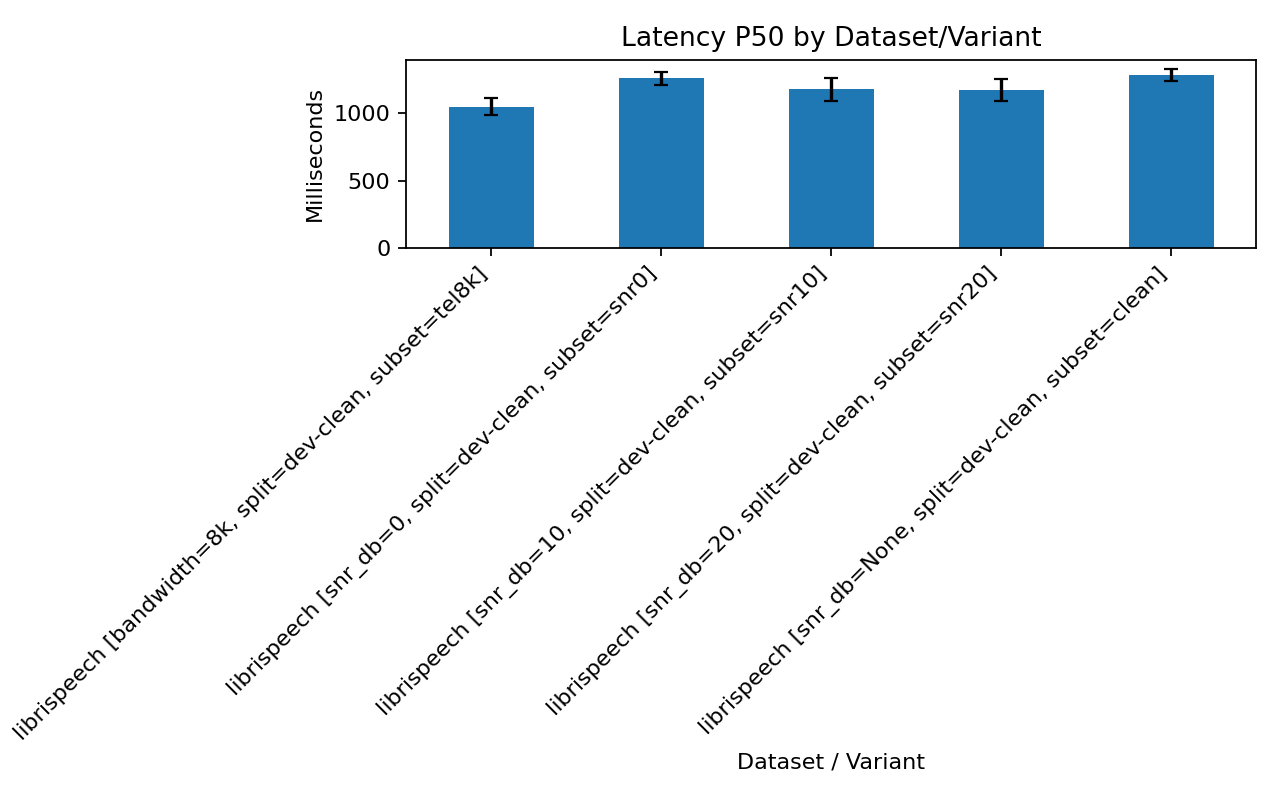 Latency P50 by Dataset/Variant
Milliseconds
1000
500
0
librispeech [bandwidth=8k, split=dev-clean, subset=tel8k]
librispeech [snr_db=0, split=dev-clean, subset=snr0]
librispeech [snr_db=10, split=dev-clean, subset=snr10]
librispeech [snr_db=20, split=dev-clean, subset=snr20]
librispeech [snr_db=None, split=dev-clean, subset=clean]
Dataset / Variant